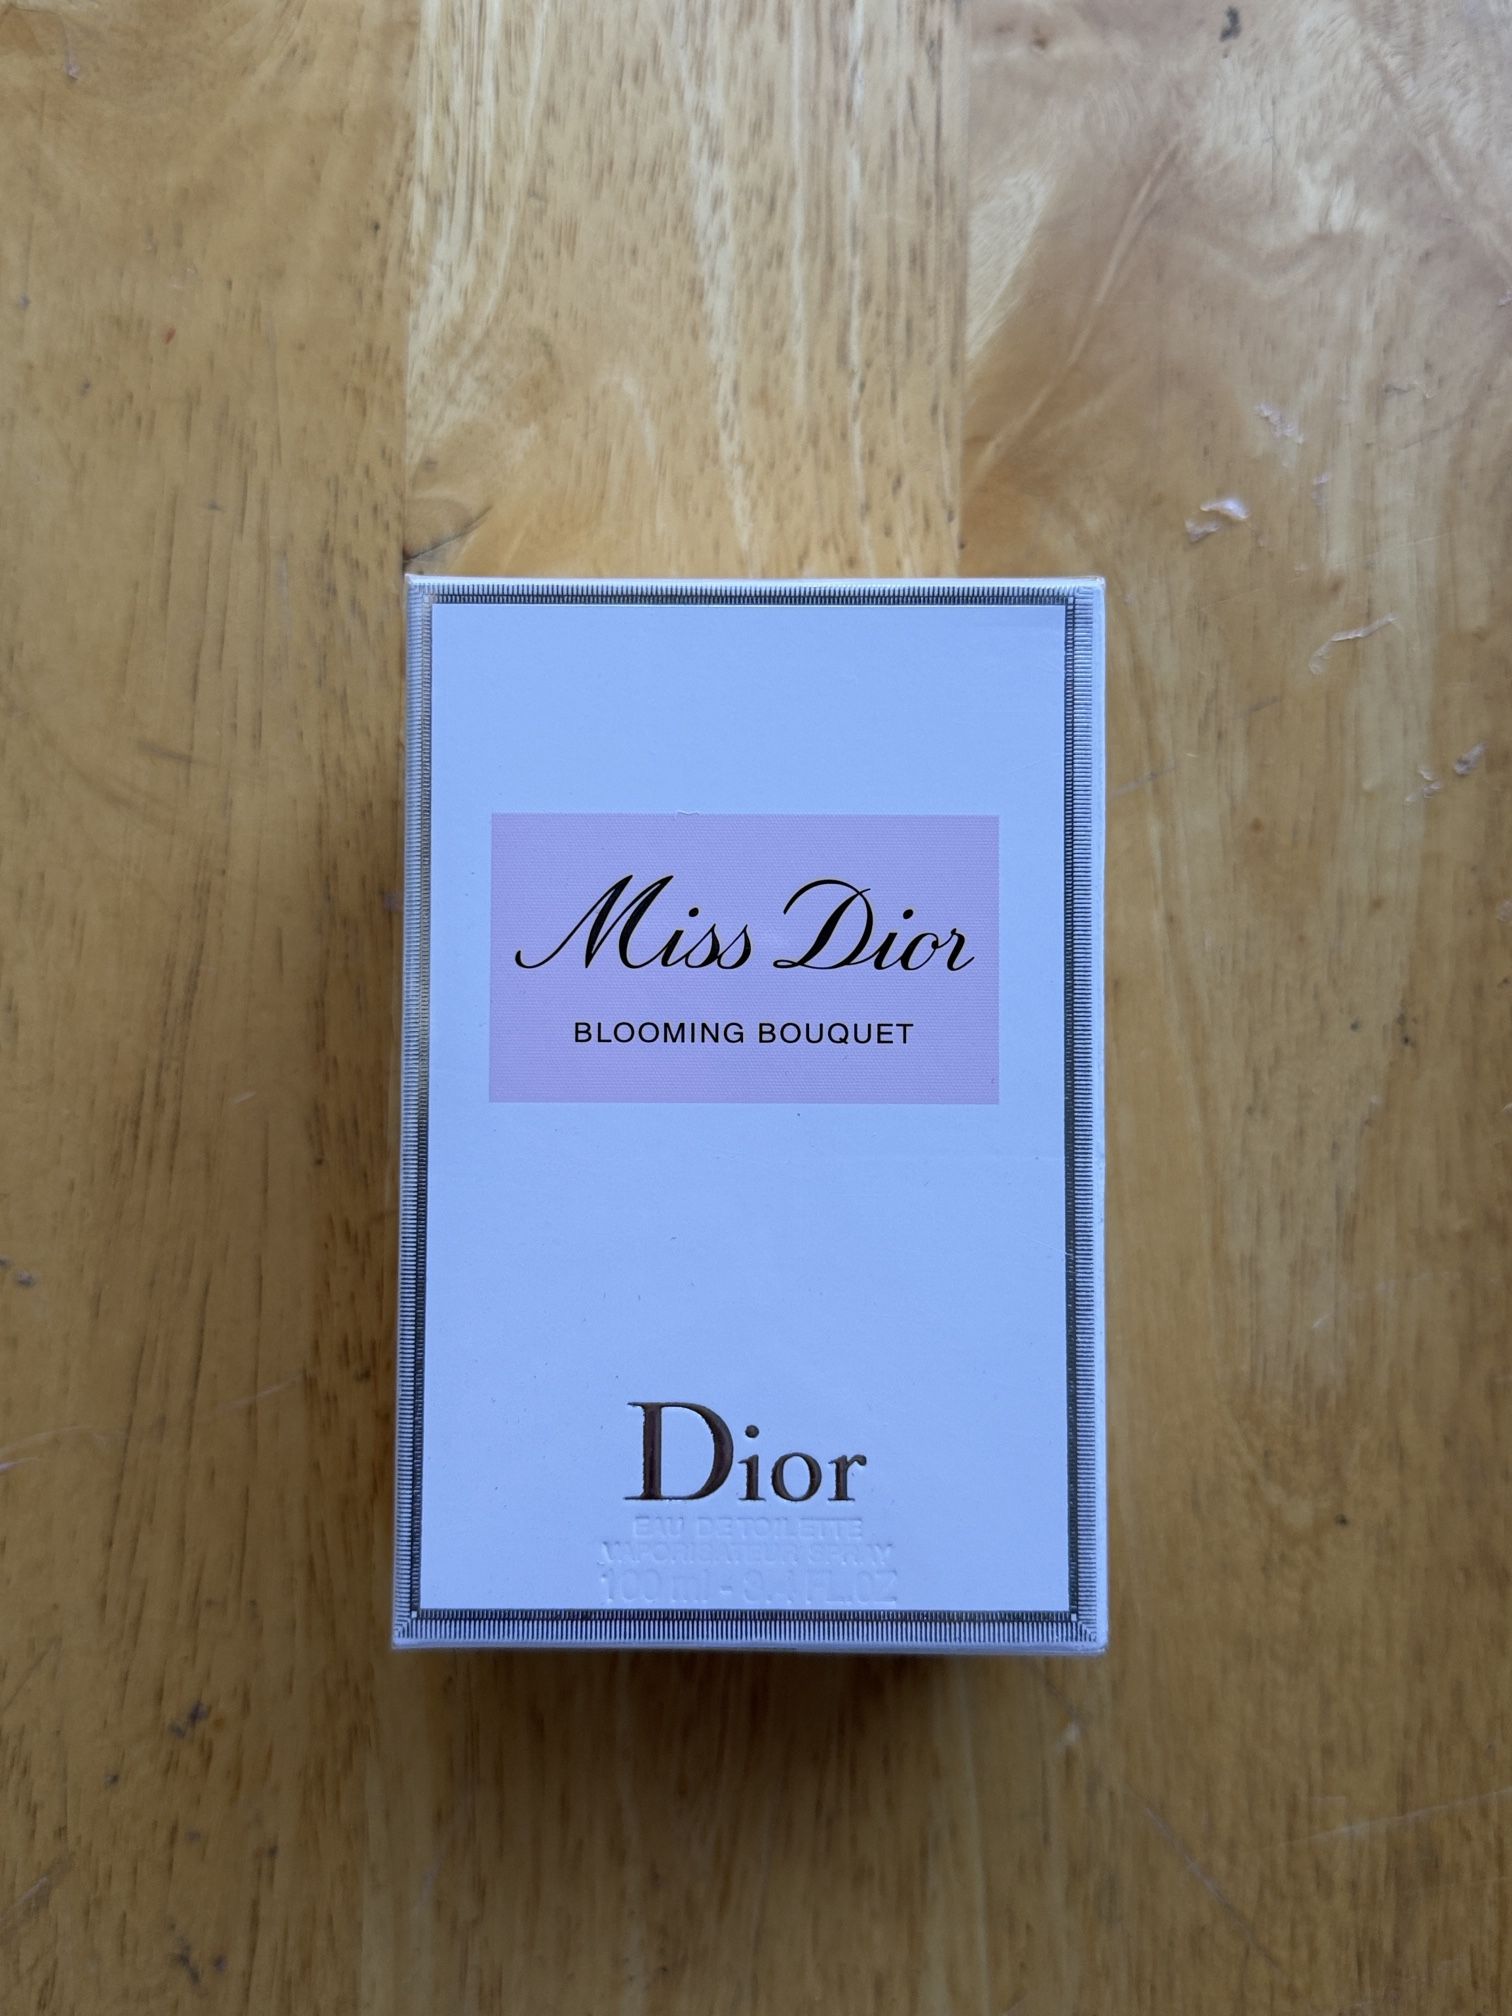 Miss Dior
BLOOMING BOUQUET
Dior
EAU DE TOILETTE
VAPORISATEUR SPRAY
100 ml - 3.4 FL.OZ